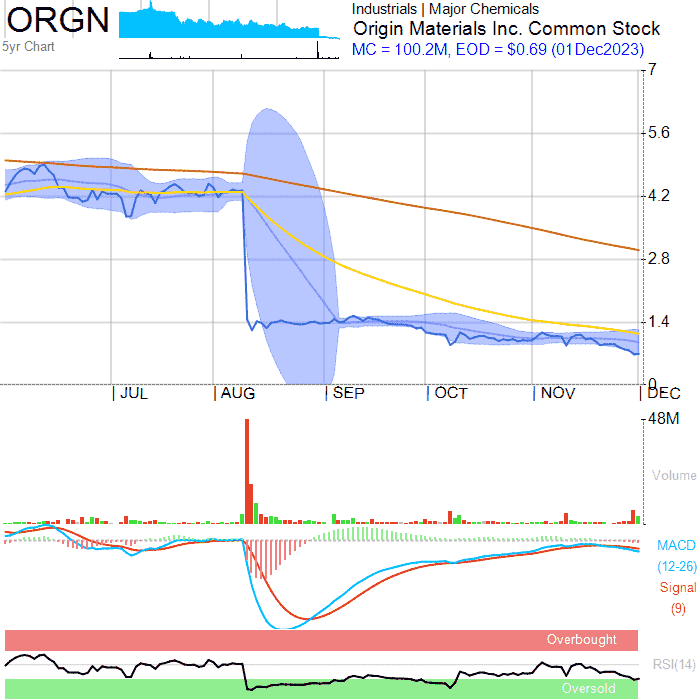 ORGN
5yr Chart
Industrials | Major Chemicals
Origin Materials Inc. Common Stock
MC = 100.2M, EOD = $0.69 (01Dec2023)
7
5.6
4.2
2.8
1.4
0
JUL
AUG
SEP
OCT
NOV
DEC
48M
Volume
MACD
(12-26)
Signal
(9)
Overbought
RSI(14)
Oversold